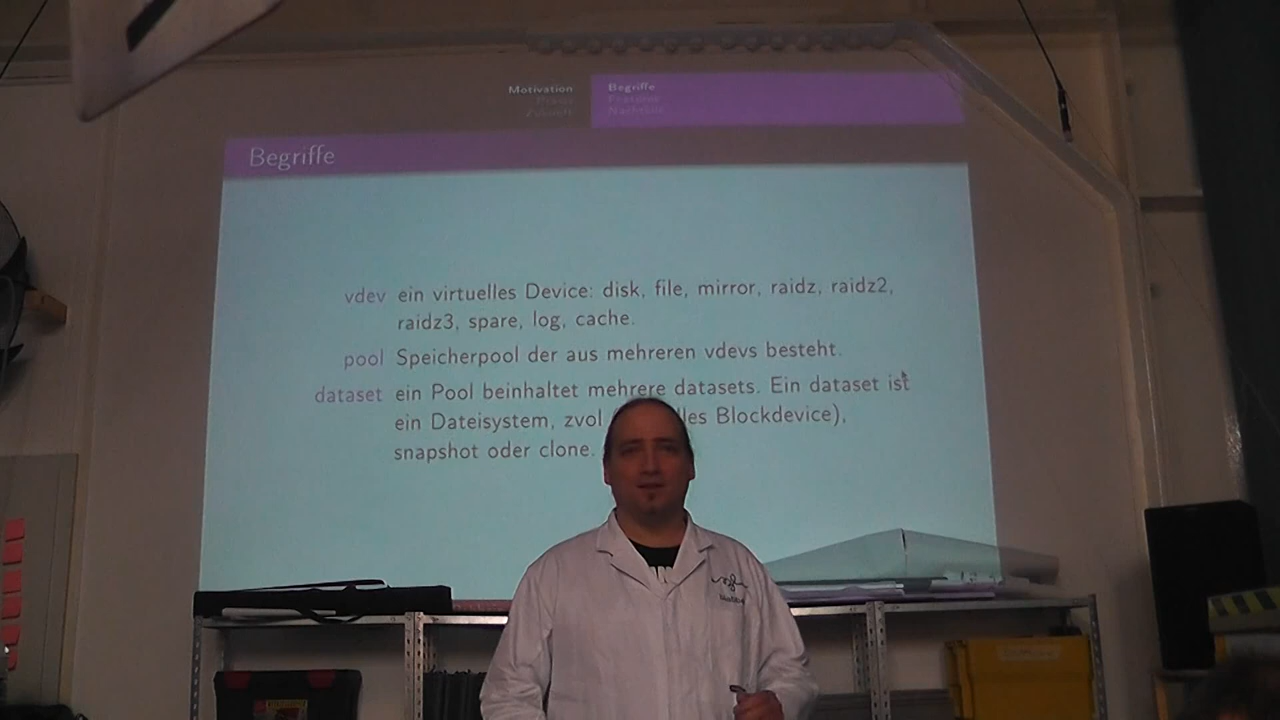 Motivation
Begriffe
Begriffe
vdev ein virtuelles Device: disk, file, mirror, raidz, raidz2,
raidz3, spare, log, cache.
pool Speicherpool der aus mehreren vdevs besteht.
dataset ein Pool beinhaltet mehrere datasets. Ein dataset ist
ein Dateisystem, zvol les Blockdevice),
snapshot oder clone.